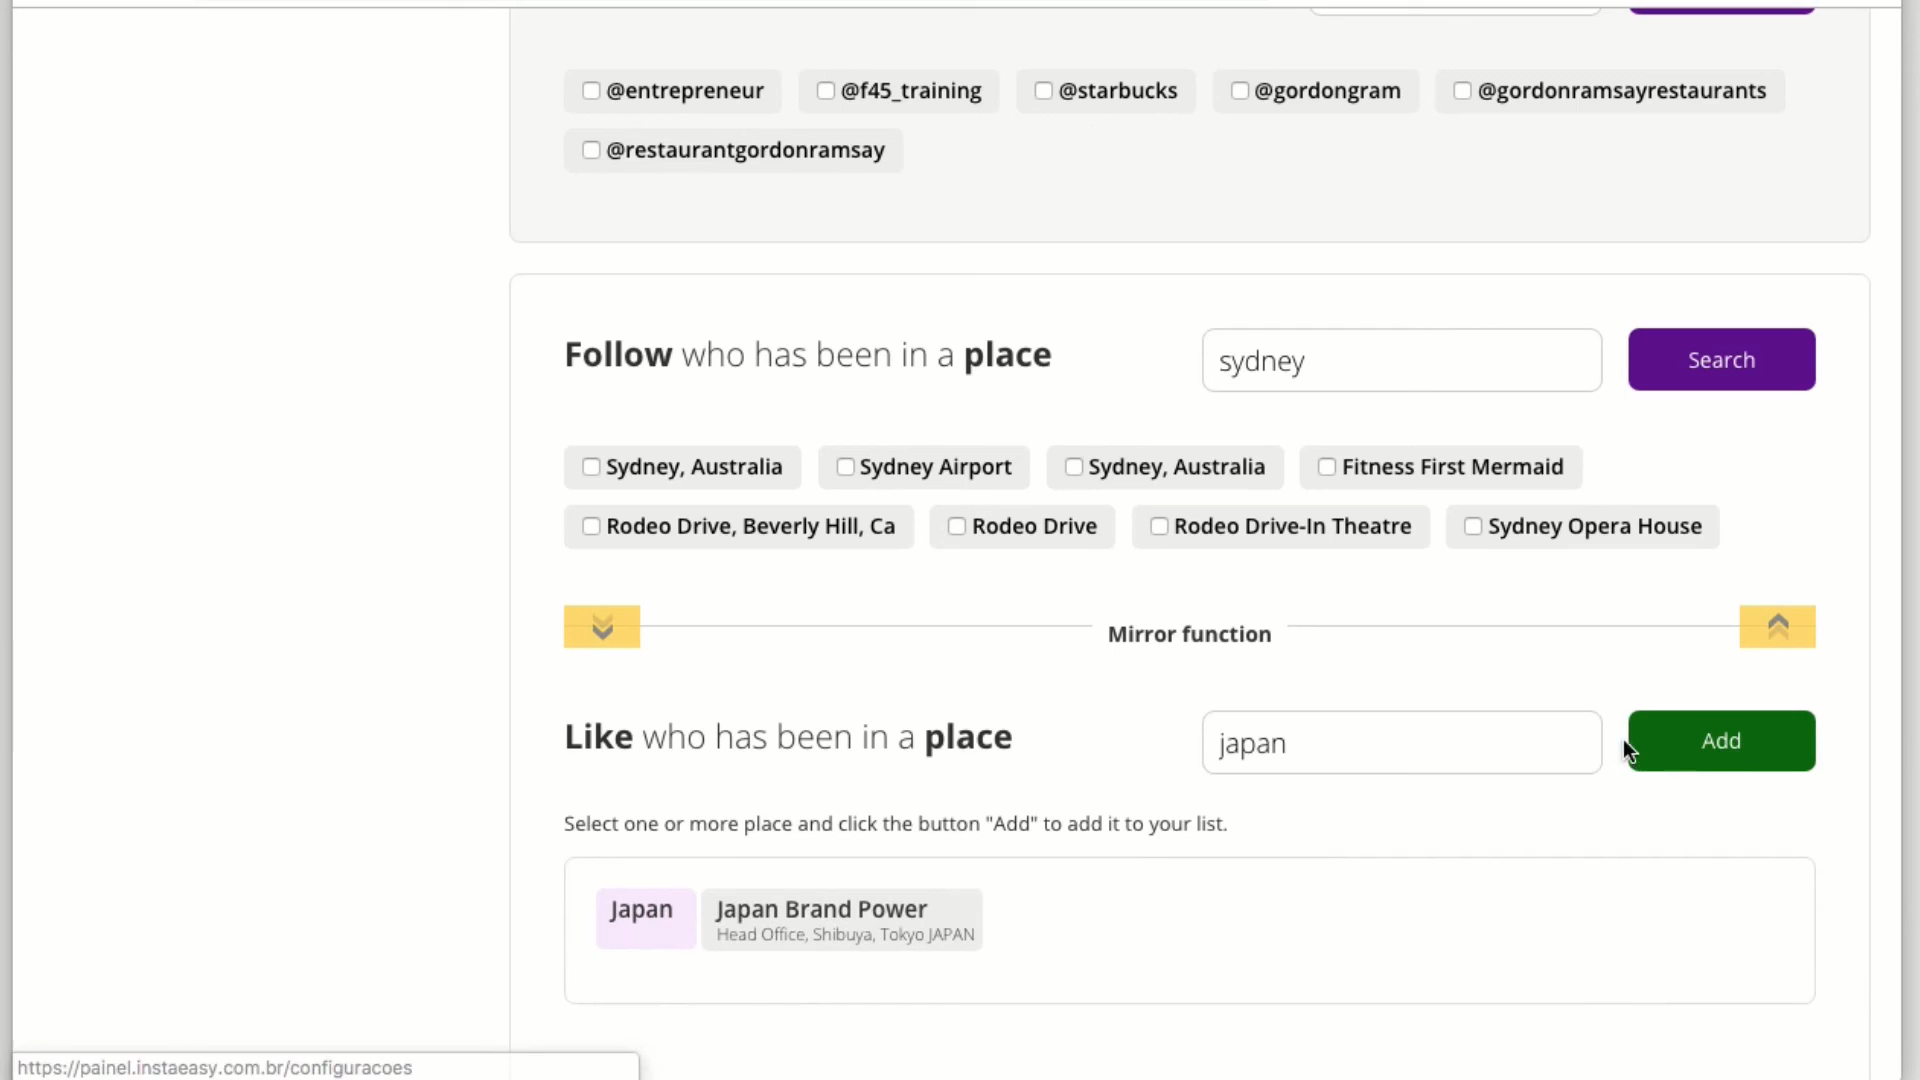 @entrepreneur @f45_training @starbucks @gordongram @gordonramsayrestaurants
@restaurantgordonramsay
Follow who has been in a place sydney Search
Sydney, Australia Sydney Airport Sydney, Australia Fitness First Mermaid
Rodeo Drive, Beverly Hill, Ca Rodeo Drive Rodeo Drive-In Theatre Sydney Opera House
Mirror function
Like who has been in a place japan Add
Select one or more place and click the button "Add" to add it to your list.
Japan Japan Brand Power
Head Office, Shibuya, Tokyo JAPAN
https://painel.instaeasy.com.br/configuracoes